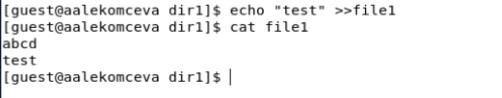 [guest@aalekomceva dir1]$ echo "test" >>file1
[guest@aalekomceva dir1]$ cat file1
abcd
test
[guest@aalekomceva dir1]$